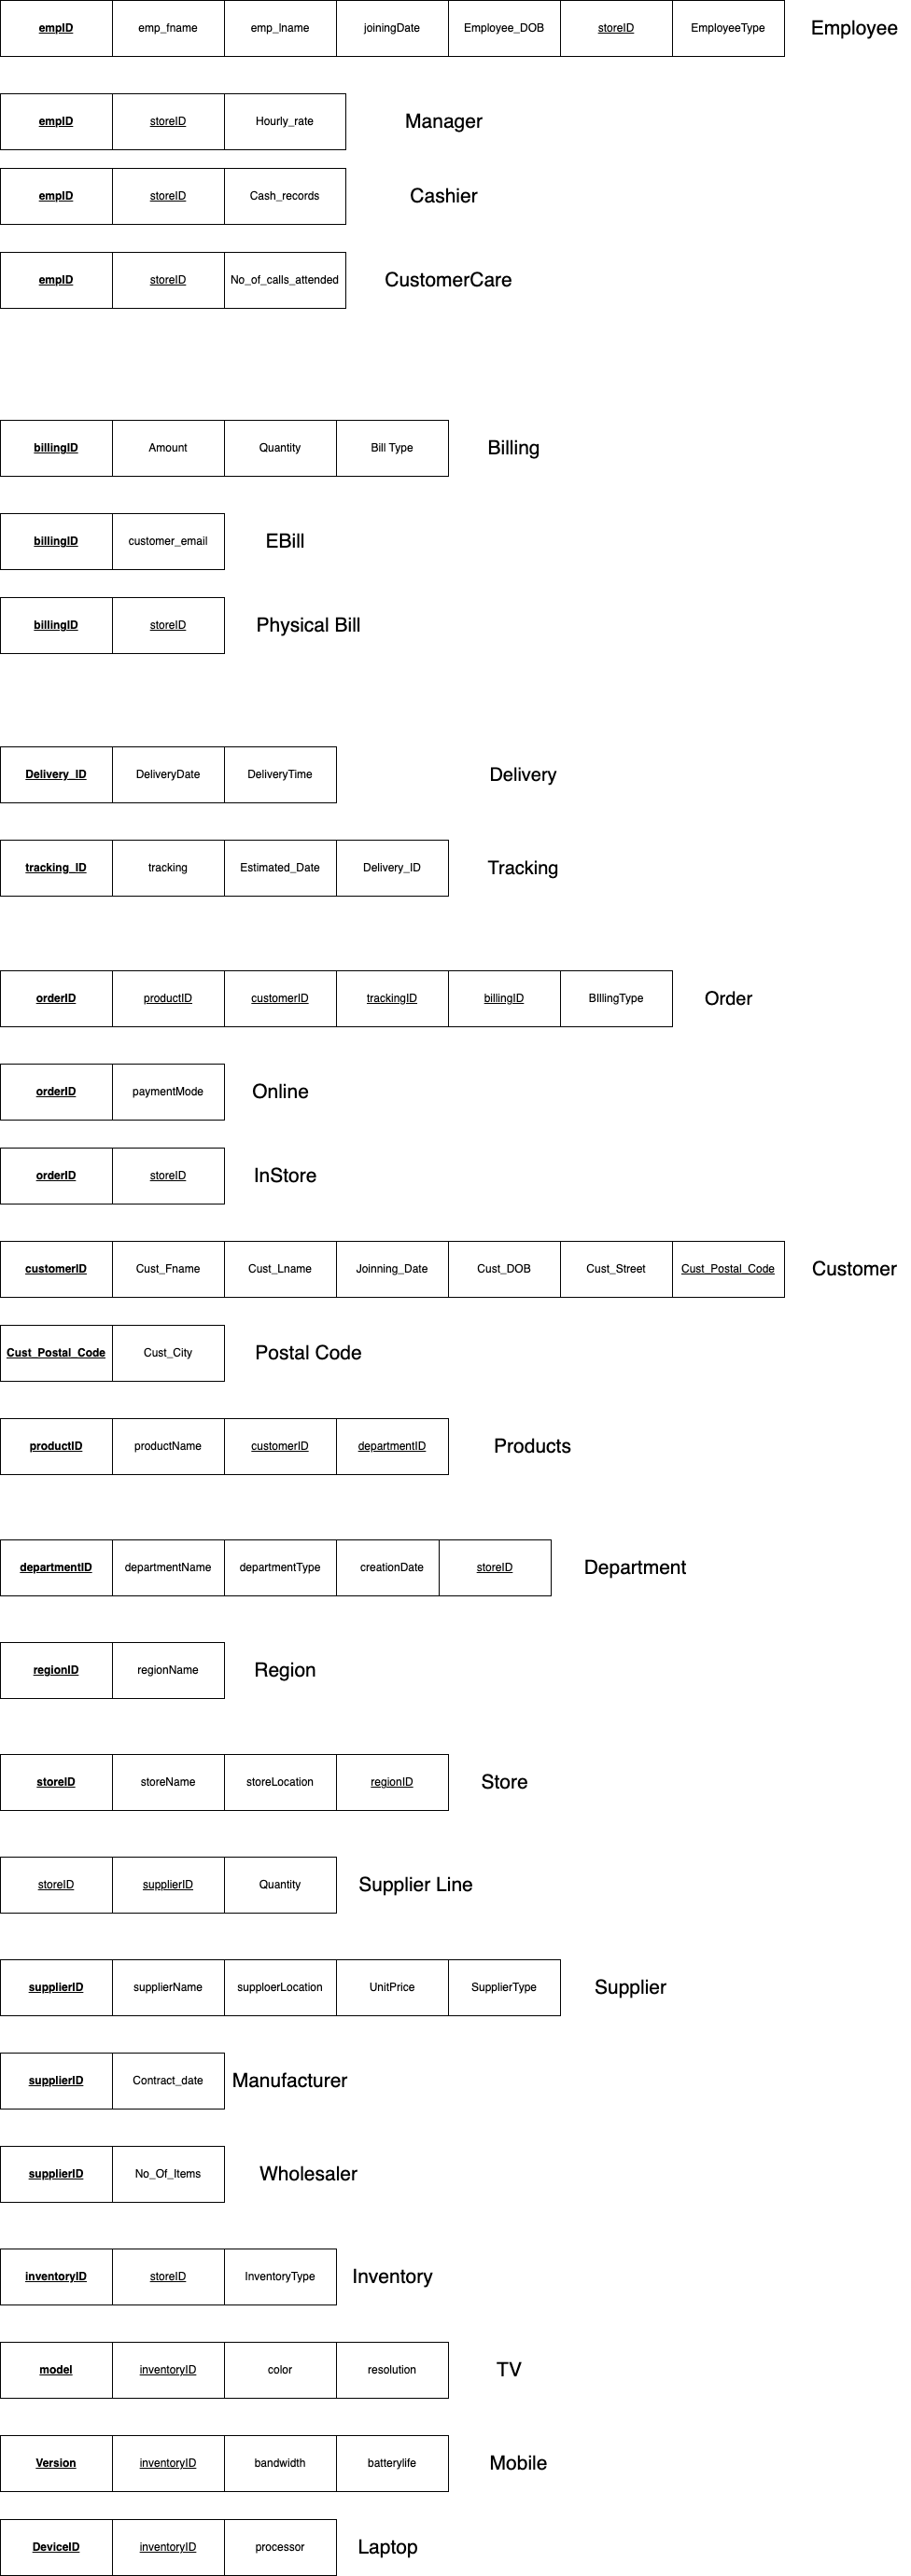 empID emp_fname emp_lname joiningDate Employee_DOB storeID EmployeeType Employee
empID storeID Hourly_rate Manager
empID storeID Cash_records Cashier
empID storeID No_of_calls_attended CustomerCare
billingID Amount Quantity Bill Type Billing
billingID customer_email EBill
billingID storeID Physical Bill
Delivery_ID DeliveryDate DeliveryTime Delivery
tracking_ID tracking Estimated_Date Delivery_ID Tracking
orderID productID customerID trackingID billingID BIllingType Order
orderID paymentMode Online
orderID storeID InStore
customerID Cust_Fname Cust_Lname Joinning_Date Cust_DOB Cust_Street Cust_Postal_Code Customer
Cust_Postal_Code Cust_City Postal Code
productID productName customerID departmentID Products
departmentID departmentName departmentType creationDate storeID Department
regionID regionName Region
storeID storeName storeLocation regionID Store
storeID supplierID Quantity Supplier Line
supplierID supplierName supploerLocation UnitPrice SupplierType Supplier
supplierID Contract_date Manufacturer
supplierID No_Of_Items Wholesaler
inventoryID storeID InventoryType Inventory
model inventoryID color resolution TV
Version inventoryID bandwidth batterylife Mobile
DeviceID inventoryID processor Laptop